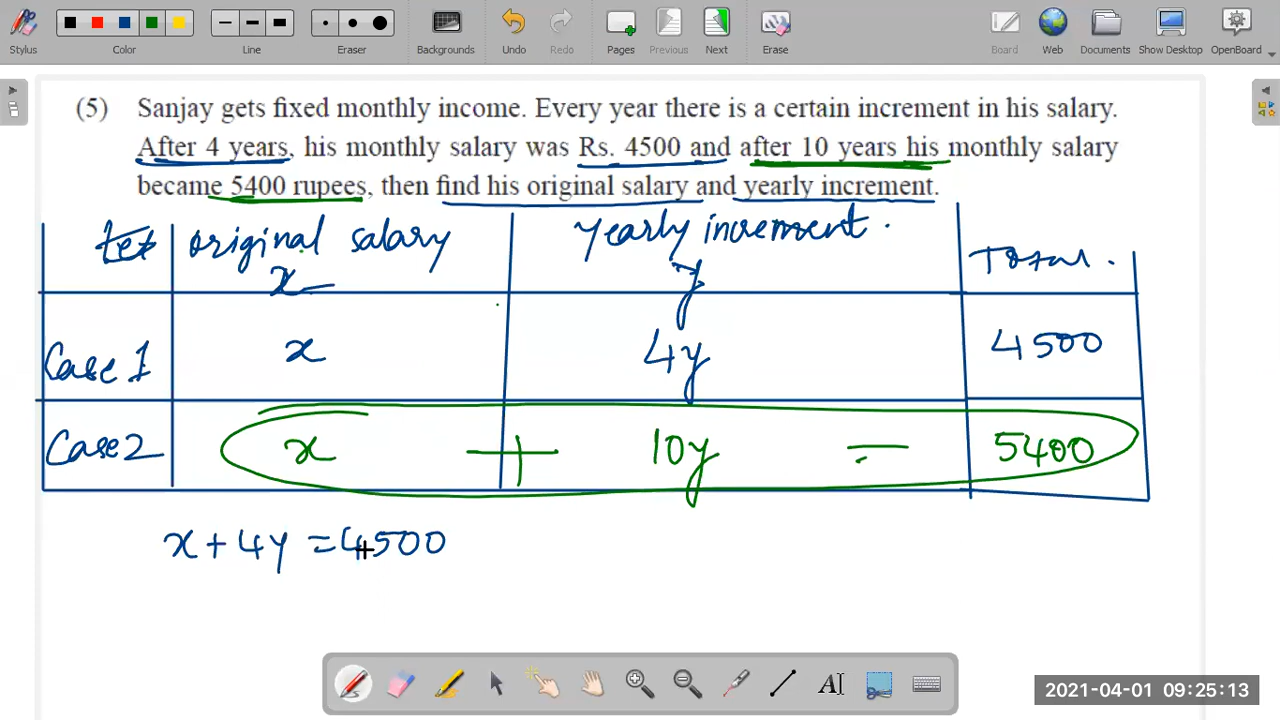 Stylus Color Line Eraser Backgrounds Undo Redo Pages Previous Next Erase Board Web Documents Show Desktop OpenBoard
(5) Sanjay gets fixed monthly income. Every year there is a certain increment in his salary.
After 4 years, his monthly salary was Rs. 4500 and after 10 years his monthly salary
became 5400 rupees, then find his original salary and yearly increment.
original salary yearly increment. Total.
x y
Case 1 x 4y 4500
Case 2 x + 10y = 5400
x + 4y = 4500
2021-04-01 09:25:13